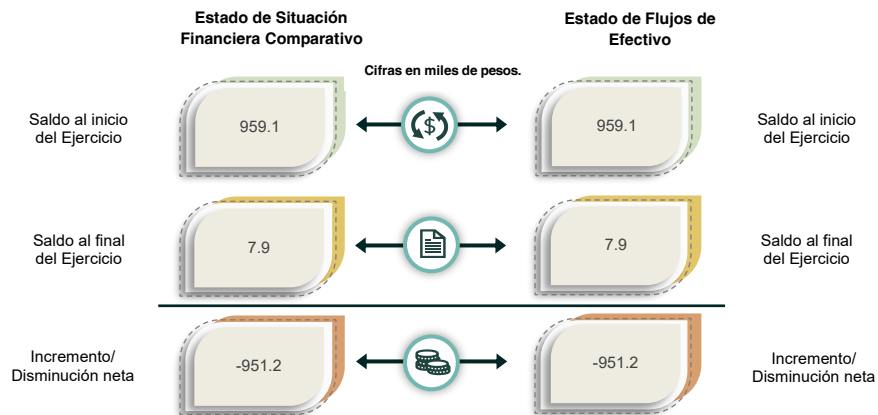 Estado de Situación
Financiera Comparativo
Estado de Flujos de
Efectivo
Cifras en miles de pesos.
Saldo al inicio
del Ejercicio
959.1
$
959.1
Saldo al inicio
del Ejercicio
Saldo al final
del Ejercicio
7.9
7.9
Saldo al final
del Ejercicio
Incremento/
Disminución neta
-951.2
-951.2
Incremento/
Disminución neta